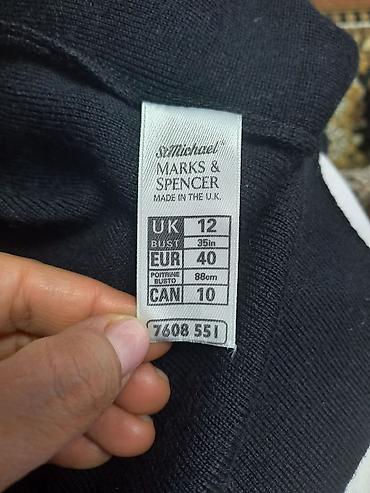 StMichael®
MARKS &
SPENCER
MADE IN THE U.K.
UK 12
BUST 35in
EUR 40
POITRINE BUSTO 88cm
CAN 10
7608 551